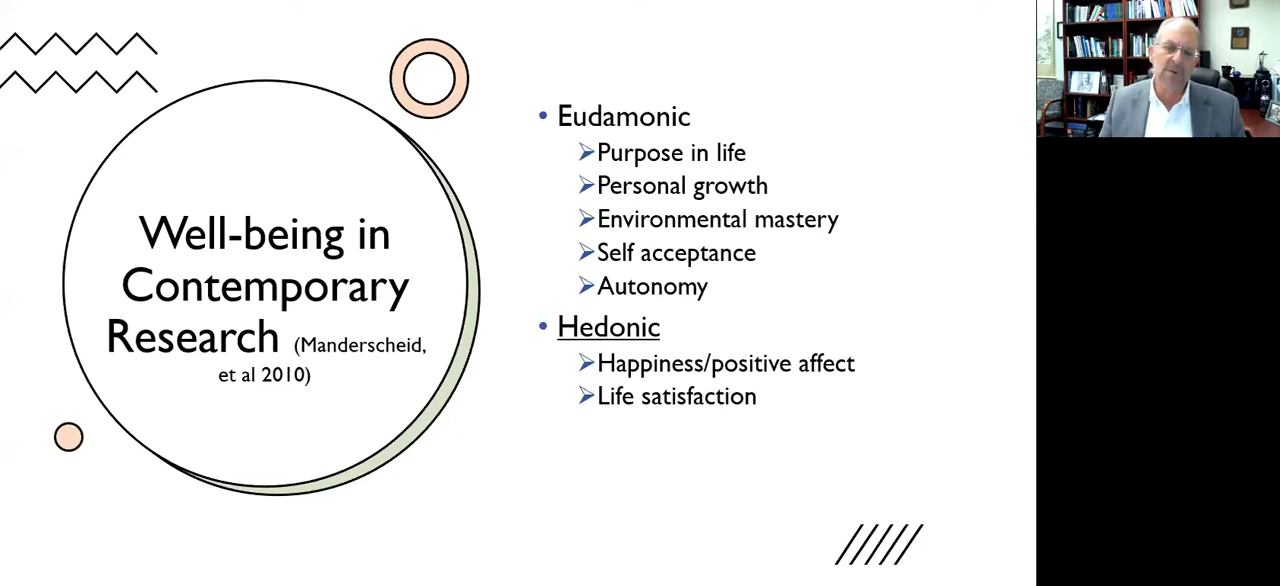 Well-being in
Contemporary
Research (Manderscheid,
et al 2010)
• Eudamonic
➢Purpose in life
➢Personal growth
➢Environmental mastery
➢Self acceptance
➢Autonomy
• Hedonic
➢Happiness/positive affect
➢Life satisfaction